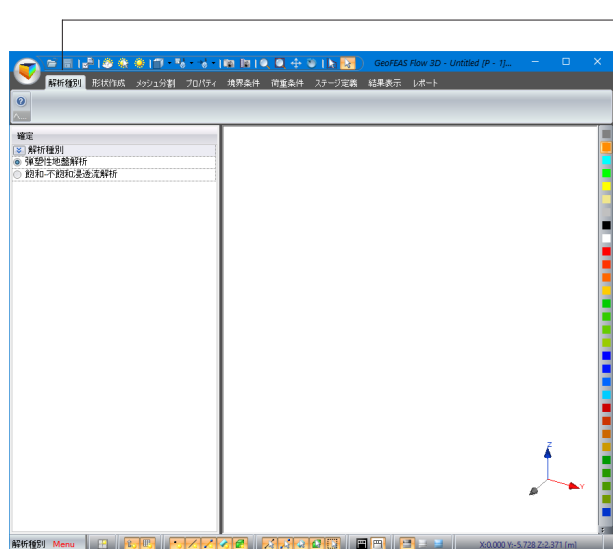 GeoFEAS Flow 3D - Untitled [P - 1]...
解析種別 形状作成 メッシュ分割 プロパティ 境界条件 荷重条件 ステージ定義 結果表示 レポート
ヘ...
確定
解析種別
弾塑性地盤解析
飽和-不飽和浸透流解析
Z
Y
解析種別 Menu
X:0.000 Y:-5.728 Z:2.371 [m]